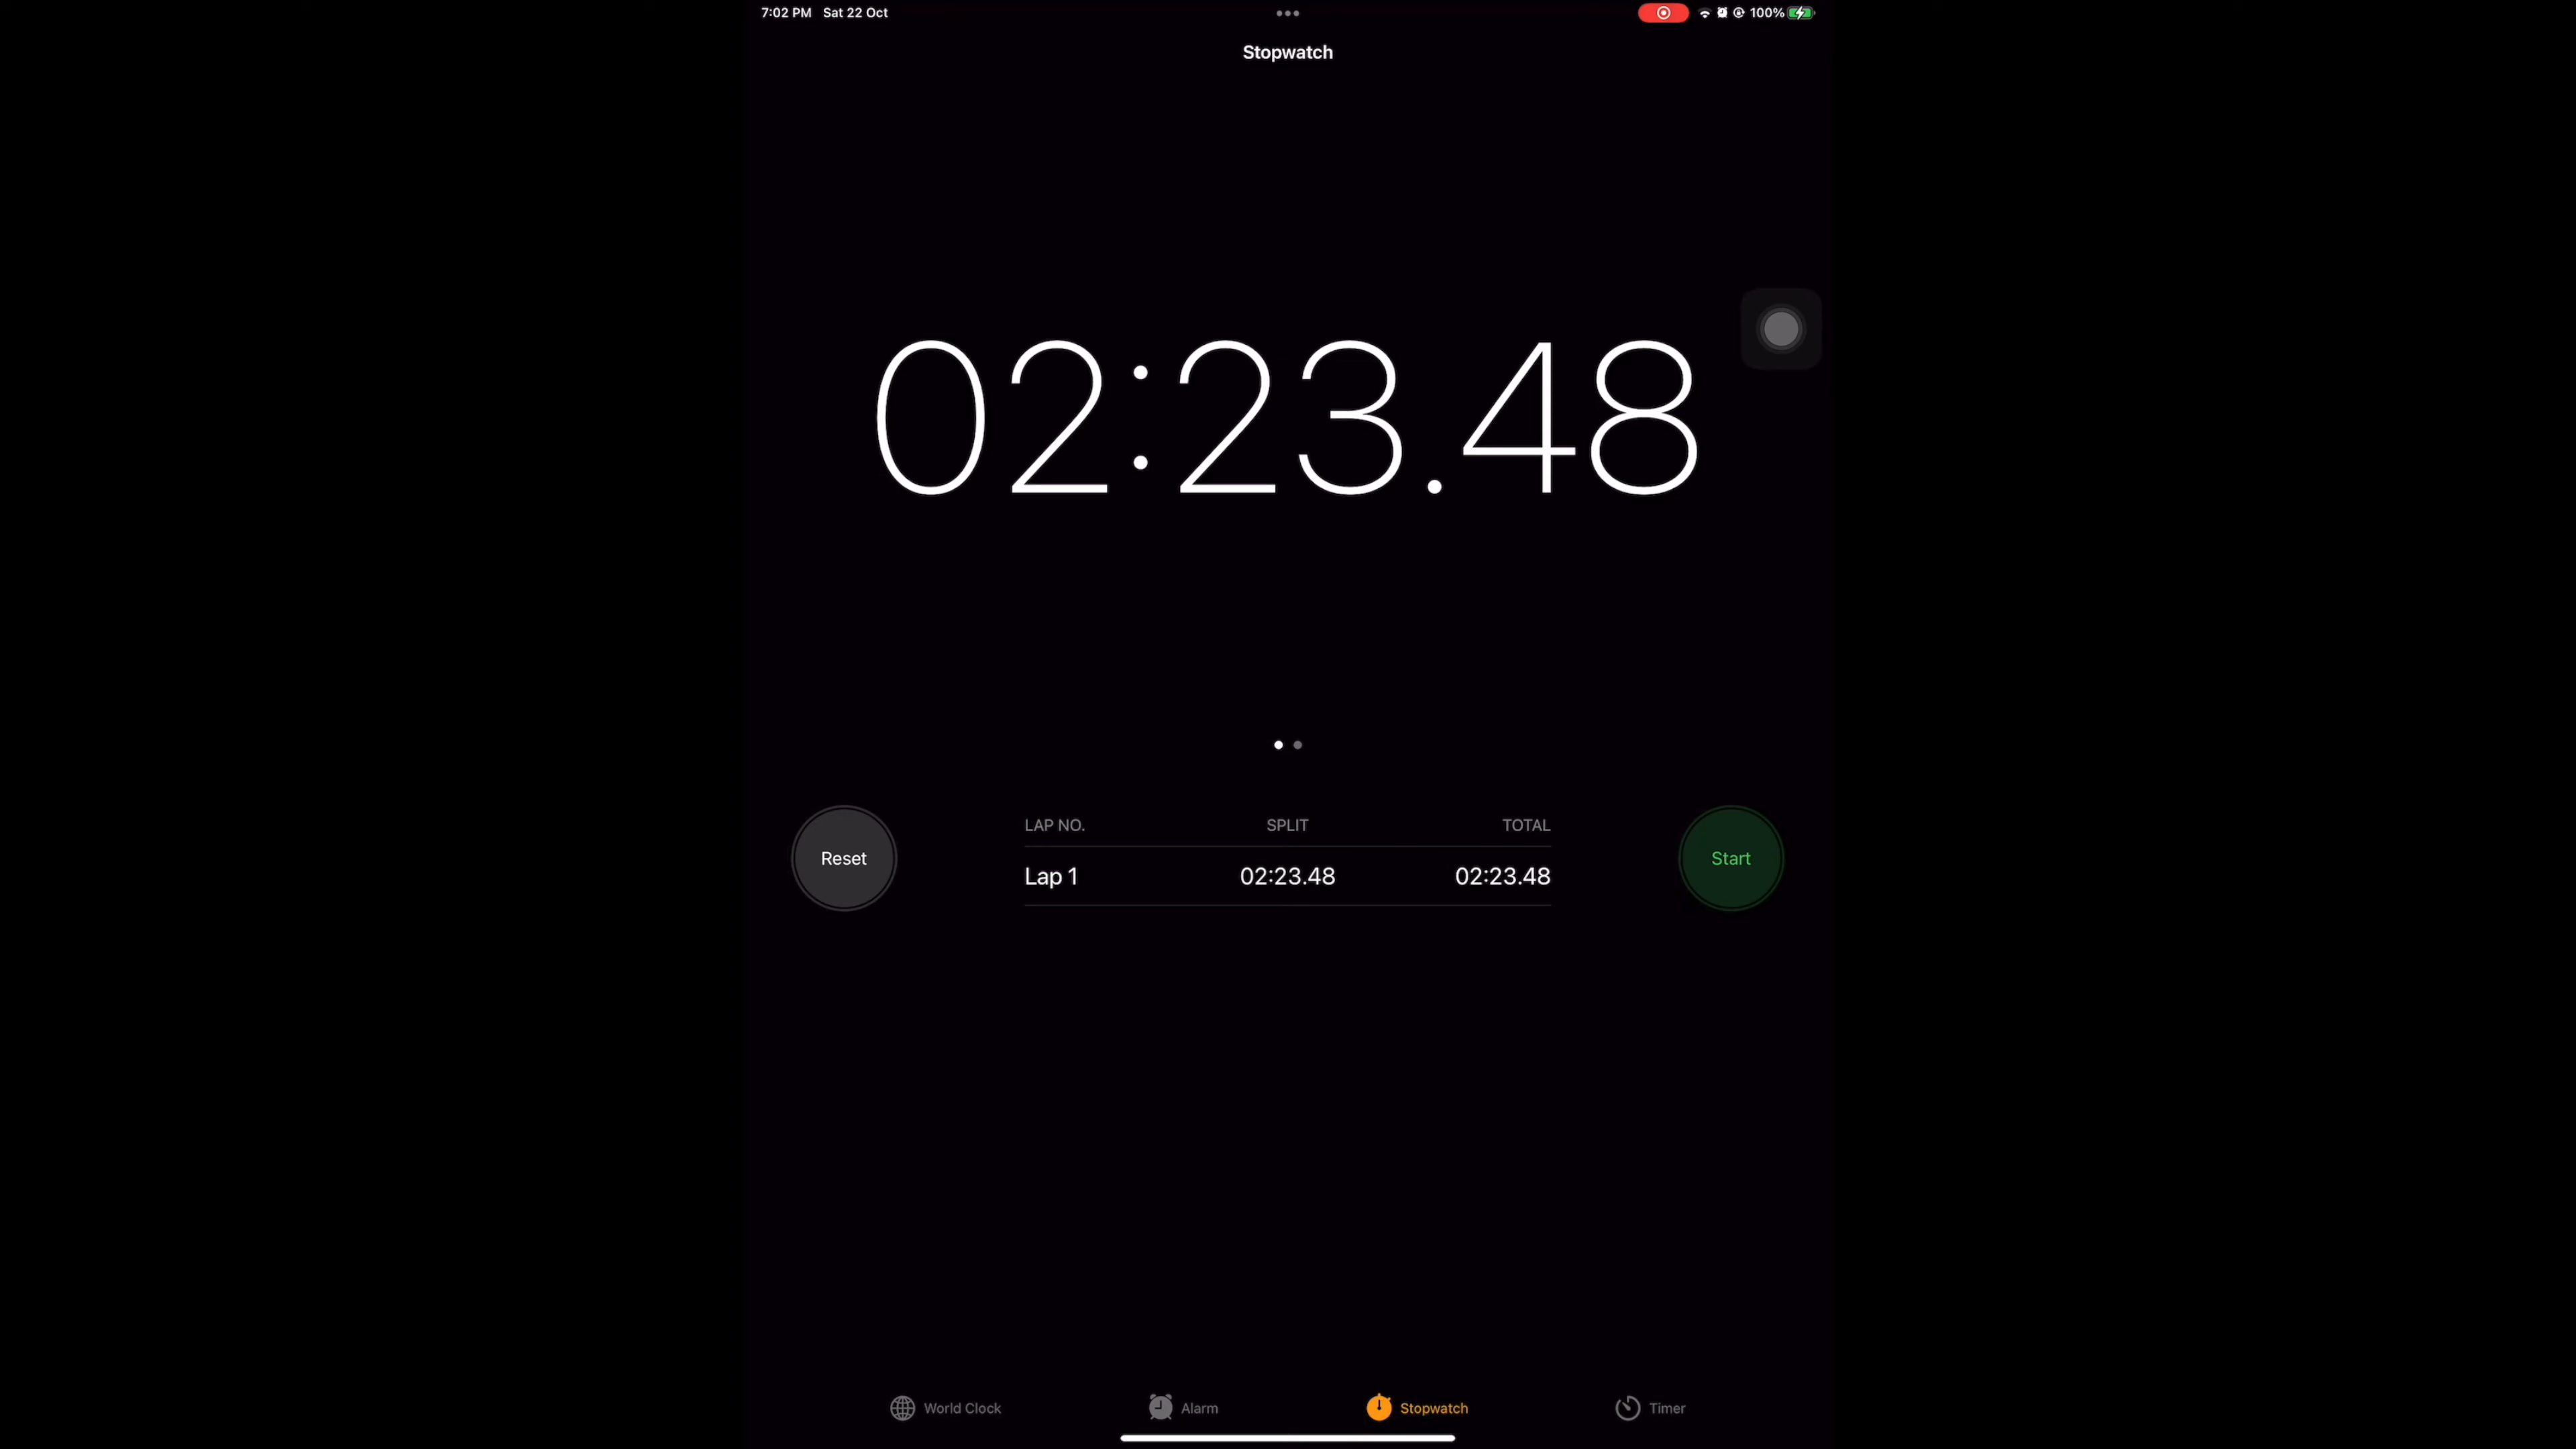 7:02 PM Sat 22 Oct 100%
Stopwatch
02:23.48
LAP NO. SPLIT TOTAL
Reset Lap 1 02:23.48 02:23.48 Start
World Clock Alarm Stopwatch Timer